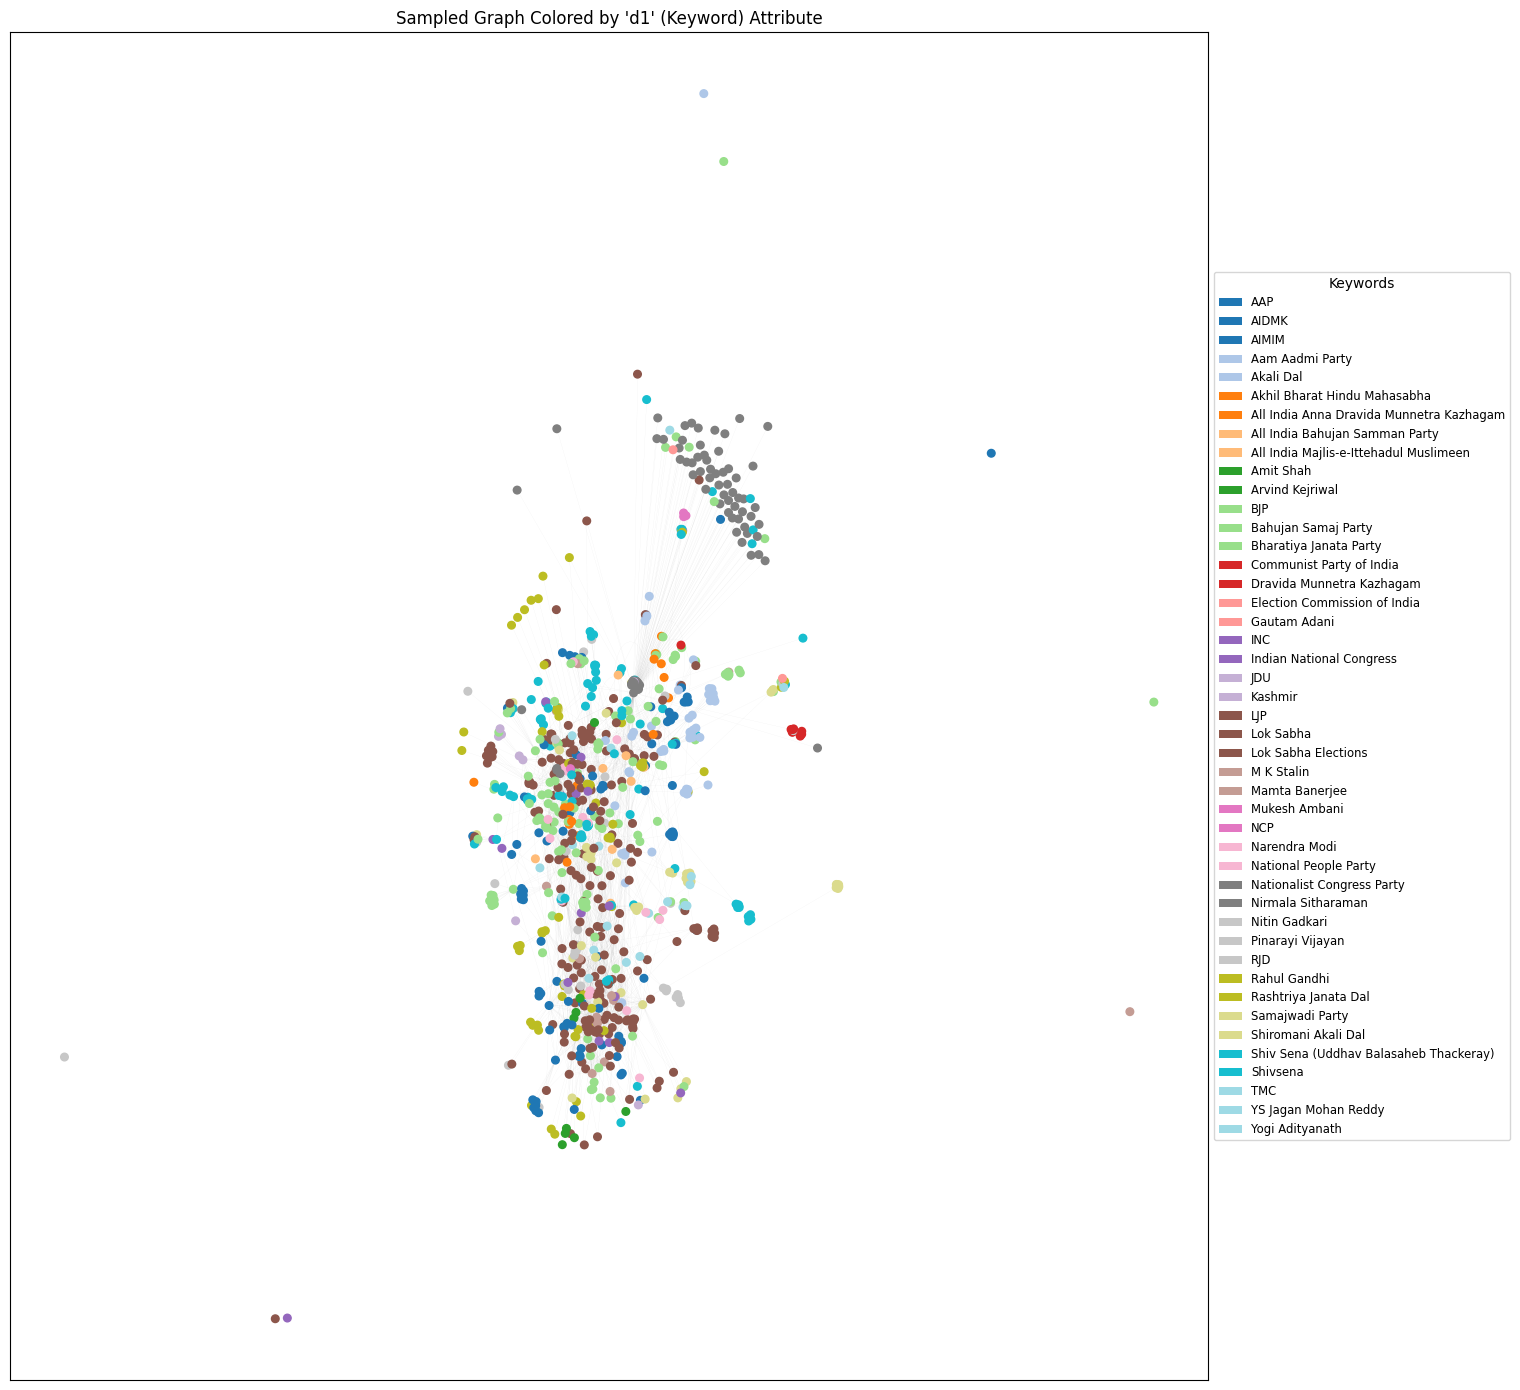 Sampled Graph Colored by 'd1' (Keyword) Attribute
Keywords
AAP
AIDMK
AIMIM
Aam Aadmi Party
Akali Dal
Akhil Bharat Hindu Mahasabha
All India Anna Dravida Munnetra Kazhagam
All India Bahujan Samman Party
All India Majlis-e-Ittehadul Muslimeen
Amit Shah
Arvind Kejriwal
BJP
Bahujan Samaj Party
Bharatiya Janata Party
Communist Party of India
Dravida Munnetra Kazhagam
Election Commission of India
Gautam Adani
INC
Indian National Congress
JDU
Kashmir
LJP
Lok Sabha
Lok Sabha Elections
M K Stalin
Mamta Banerjee
Mukesh Ambani
NCP
Narendra Modi
National People Party
Nationalist Congress Party
Nirmala Sitharaman
Nitin Gadkari
Pinarayi Vijayan
RJD
Rahul Gandhi
Rashtriya Janata Dal
Samajwadi Party
Shiromani Akali Dal
Shiv Sena (Uddhav Balasaheb Thackeray)
Shivsena
TMC
YS Jagan Mohan Reddy
Yogi Adityanath